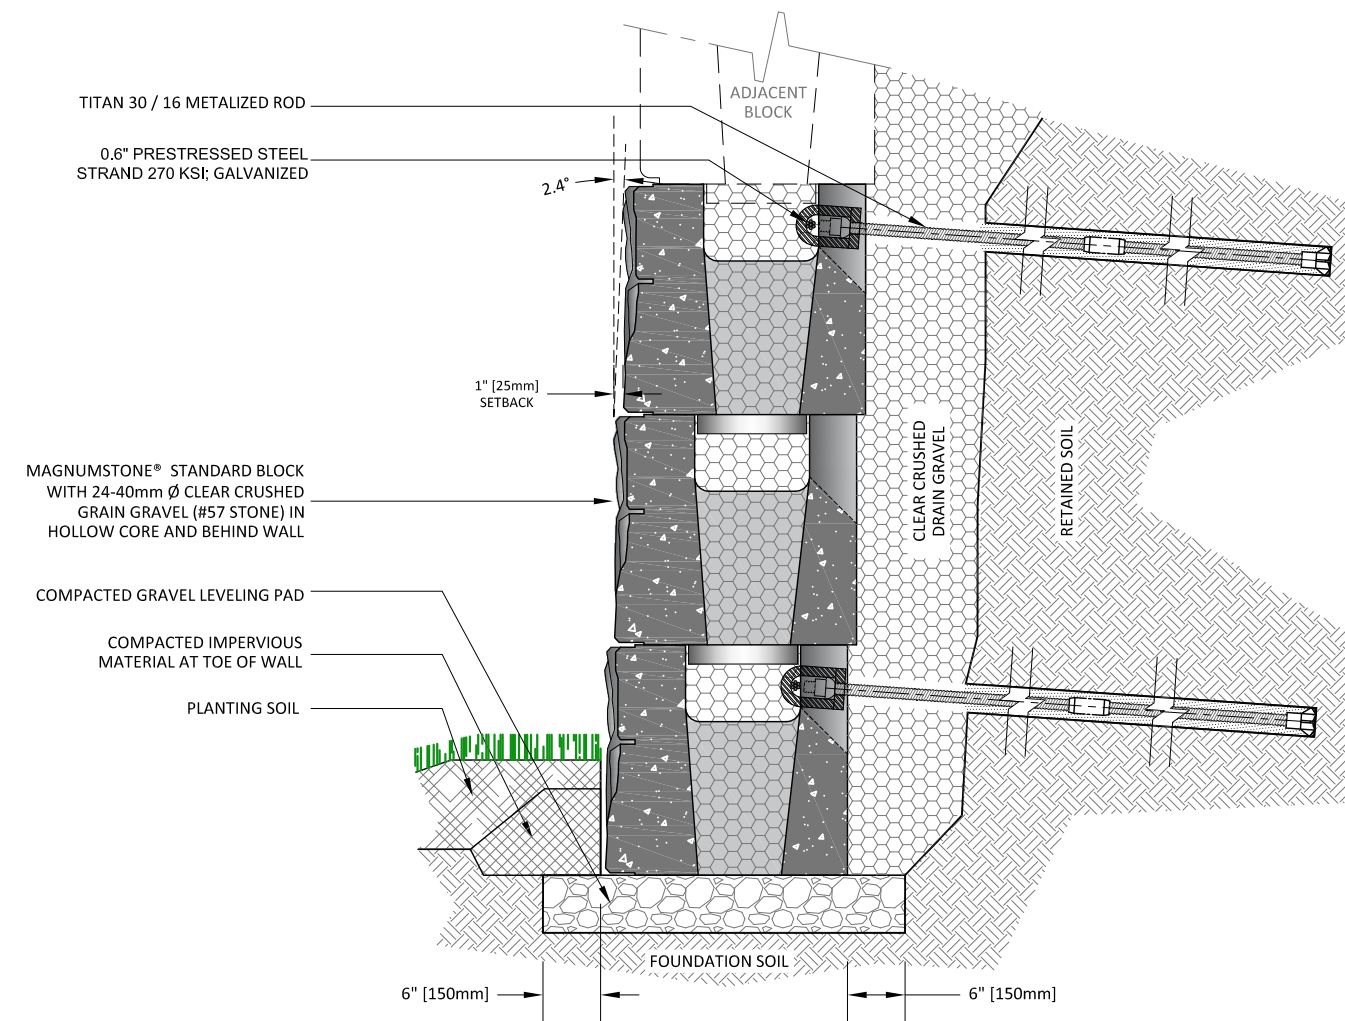 ADJACENT
BLOCK
TITAN 30 / 16 METALIZED ROD
0.6" PRESTRESSED STEEL
STRAND 270 KSI; GALVANIZED
2.4°
1" [25mm]
SETBACK
MAGNUMSTONE® STANDARD BLOCK
WITH 24-40mm Ø CLEAR CRUSHED
GRAIN GRAVEL (#57 STONE) IN
HOLLOW CORE AND BEHIND WALL
CLEAR CRUSHED
DRAIN GRAVEL
RETAINED SOIL
COMPACTED GRAVEL LEVELING PAD
COMPACTED IMPERVIOUS
MATERIAL AT TOE OF WALL
PLANTING SOIL
FOUNDATION SOIL
6" [150mm]
6" [150mm]